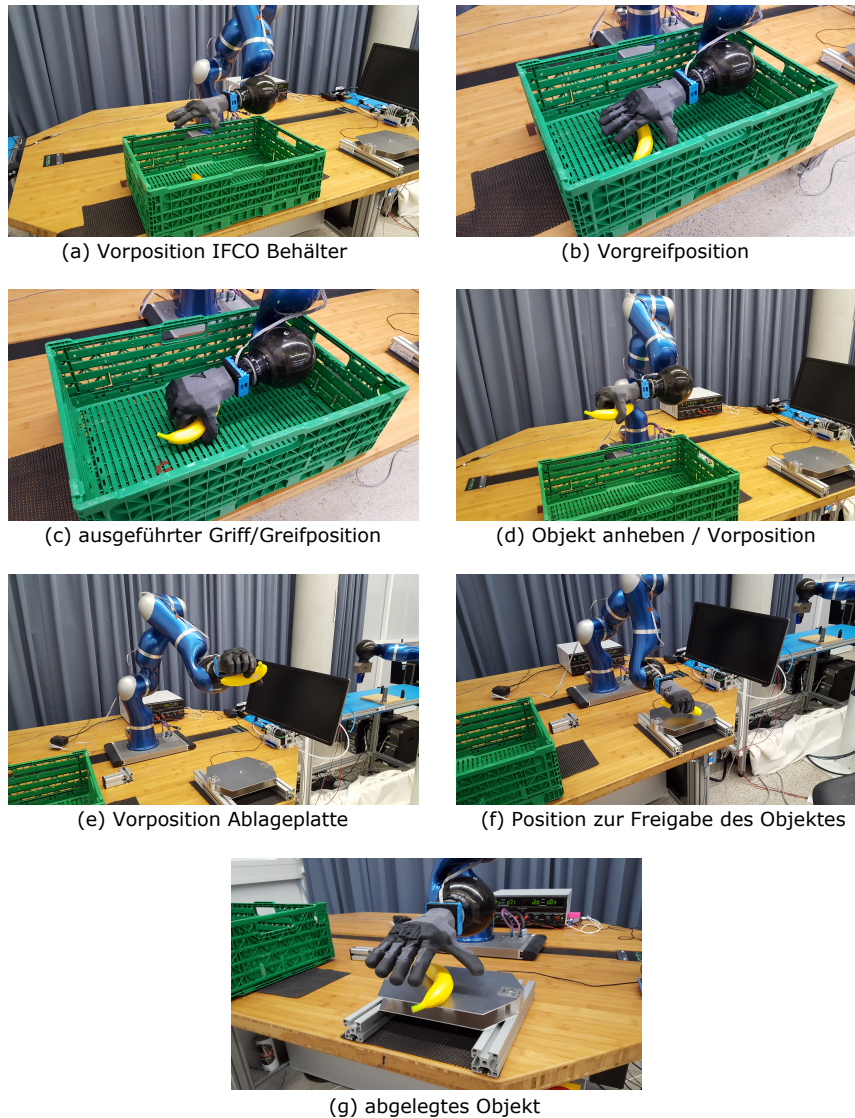 (a) Vorposition IFCO Behälter
(b) Vorgreifposition
(c) ausgeführter Griff/Greifposition
(d) Objekt anheben / Vorposition
(e) Vorposition Ablageplatte
(f) Position zur Freigabe des Objektes
(g) abgelegtes Objekt